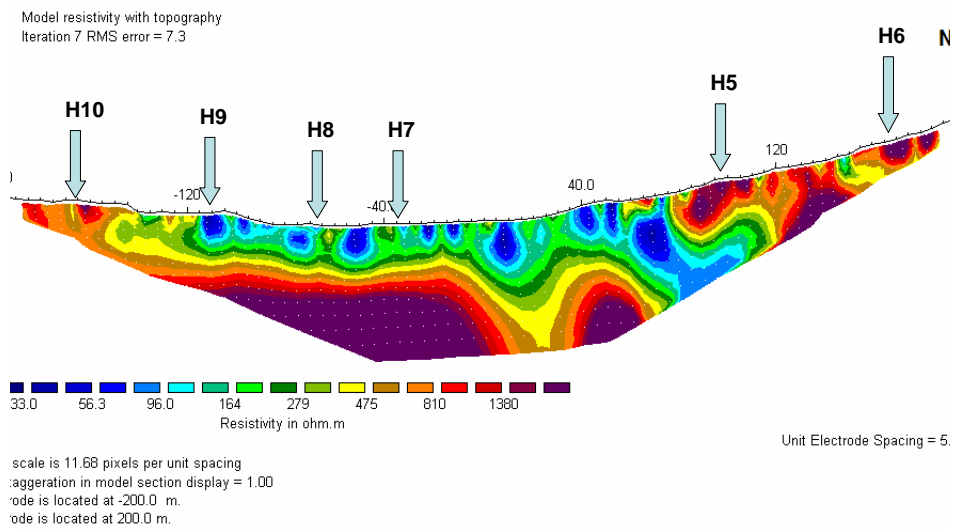 Model resistivity with topography
Iteration 7 RMS error = 7.3
H6 N
H5
H10 H9 H8 H7
120
40.0
-120
-40.0
33.0 56.3 96.0 164 279 475 810 1380
Resistivity in ohm.m
Unit Electrode Spacing = 5.
scale is 11.68 pixels per unit spacing
aggeration in model section display = 1.00
rode is located at -200.0 m.
rode is located at 200.0 m.